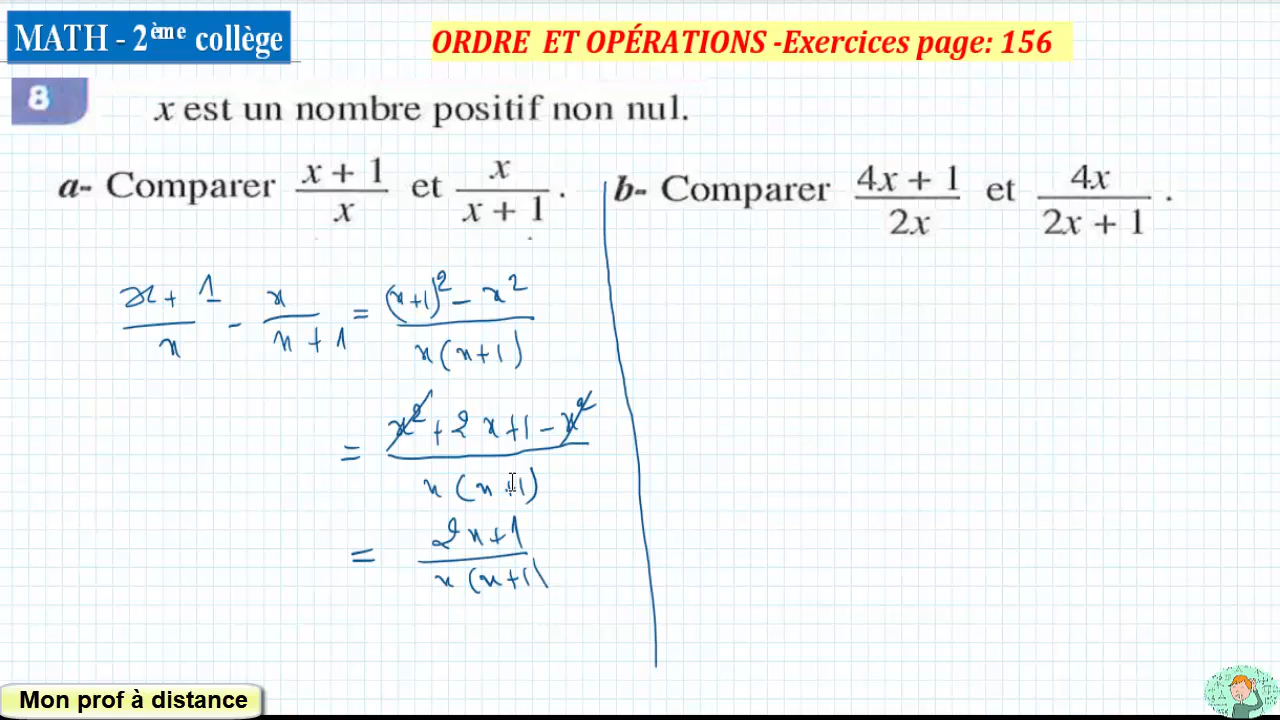 MATH - 2ème collège
ORDRE ET OPÉRATIONS -Exercices page: 156
8
x est un nombre positif non nul.
a- Comparer (x + 1)/x et x/(x + 1) .
b- Comparer (4x + 1)/(2x) et 4x/(2x + 1) .
(x + 1)/x - x/(x + 1) = ((x+1)² - x²)/(x(x+1))
= (x² + 2x+1 - x²)/(x(x+1))
= (2x+1)/(x(x+1)
Mon prof à distance